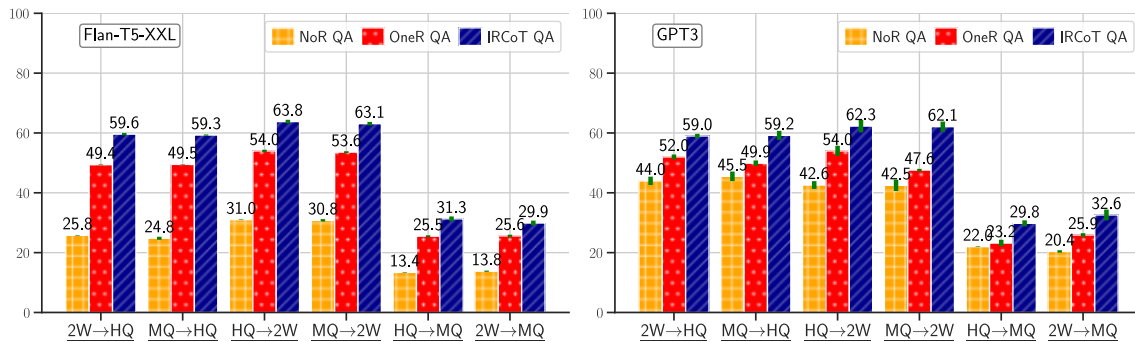 Flan-T5-XXL
NoR QA OneR QA IRCoT QA
100
80
60
40
20
0
25.8 49.4 59.6
24.8 49.5 59.3
31.0 54.0 63.8
30.8 53.6 63.1
13.4 25.5 31.3
13.8 25.6 29.9
2W→HQ MQ→HQ HQ→2W MQ→2W HQ→MQ 2W→MQ
GPT3
NoR QA OneR QA IRCoT QA
100
80
60
40
20
0
44.0 52.0 59.0
45.5 49.9 59.2
42.6 54.0 62.3
42.5 47.6 62.1
22.0 23.2 29.8
20.4 25.9 32.6
2W→HQ MQ→HQ HQ→2W MQ→2W HQ→MQ 2W→MQ